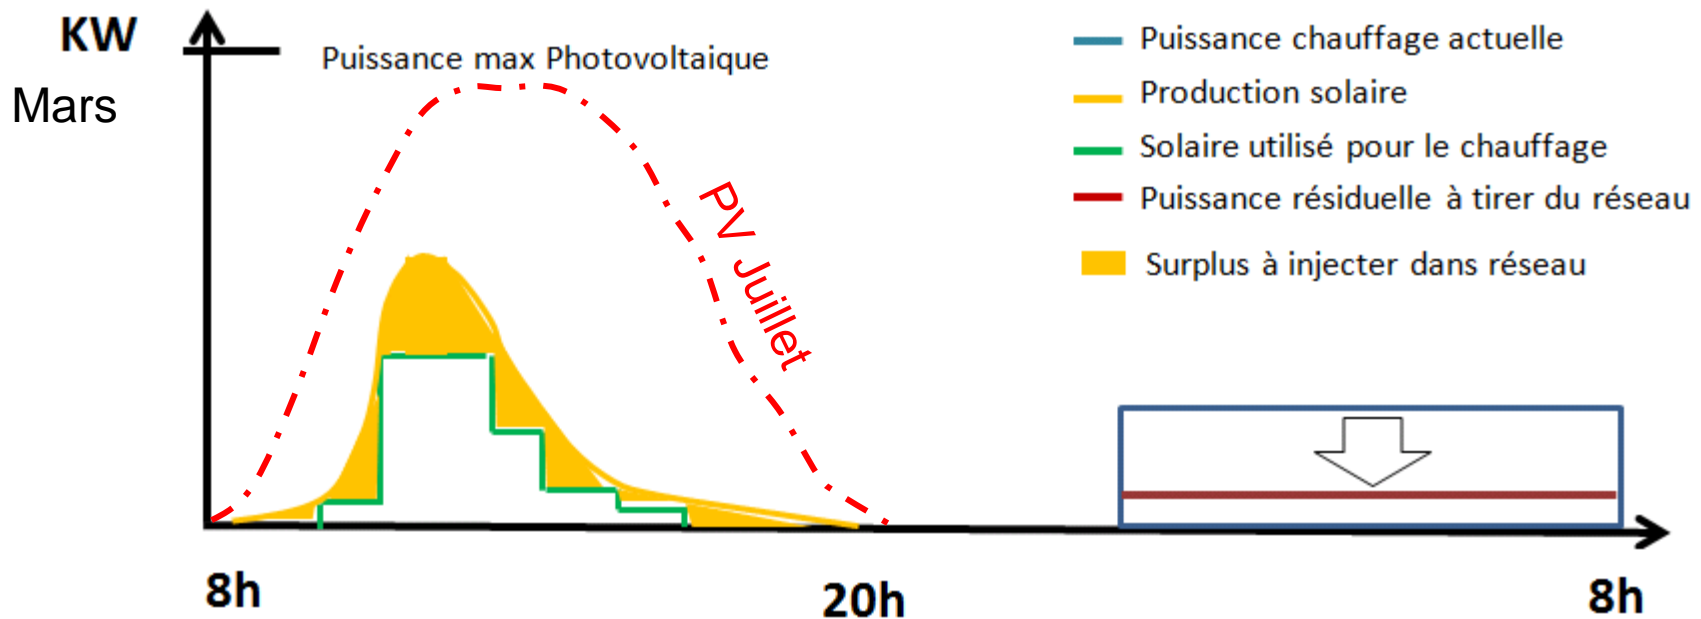 KW
Puissance max Photovoltaique
Mars
PV Juillet
Puissance chauffage actuelle
Production solaire
Solaire utilisé pour le chauffage
Puissance résiduelle à tirer du réseau
Surplus à injecter dans réseau
8h
20h
8h